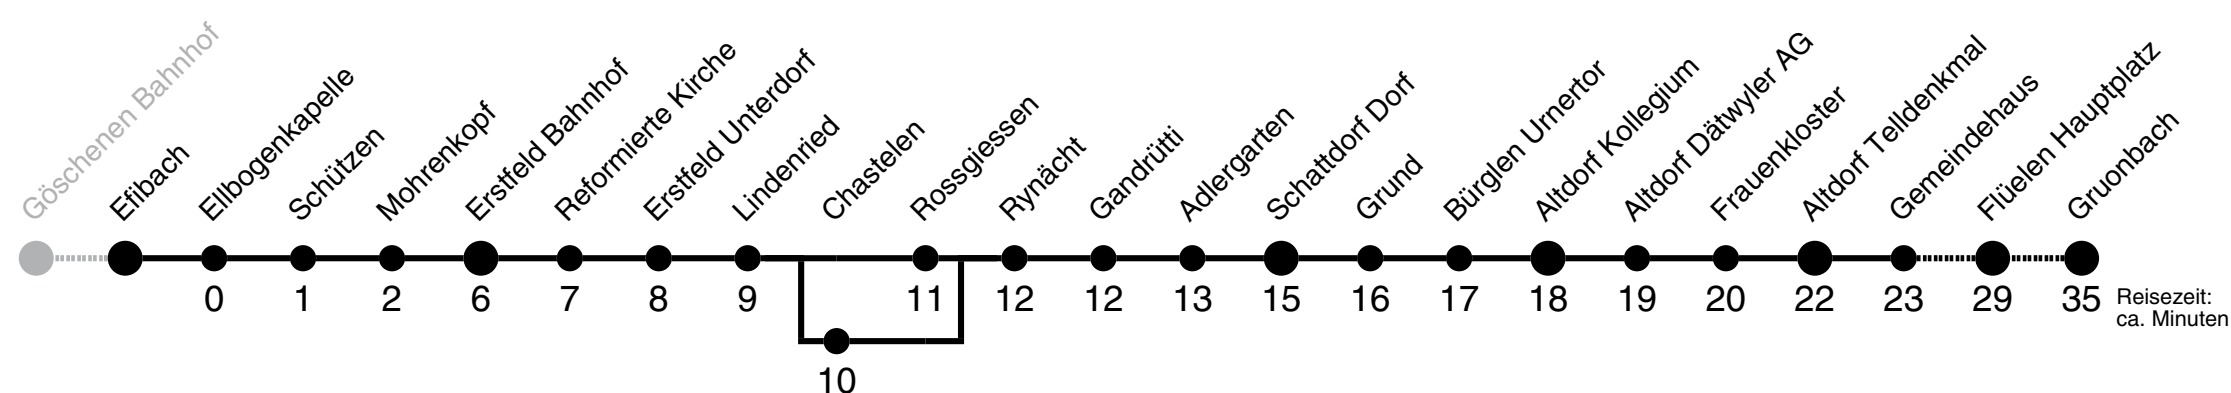 Göschenen Bahnhof
Efibach
Ellbogenkapelle
Schützen
Mohrenkopf
Erstfeld Bahnhof
Reformierte Kirche
Erstfeld Unterdorf
Lindenried
Chastelen
Rossgiessen
Rynächt
Gandrütti
Adlergarten
Schattdorf Dorf
Grund
Bürglen Urnertor
Altdorf Kollegium
Altdorf Dätwyler AG
Frauenkloster
Altdorf Telldenkmal
Gemeindehaus
Flüelen Hauptplatz
Gruonbach
0 1 2 6 7 8 9 11 12 12 13 15 16 17 18 19 20 22 23 29 35
Reisezeit:
ca. Minuten
10